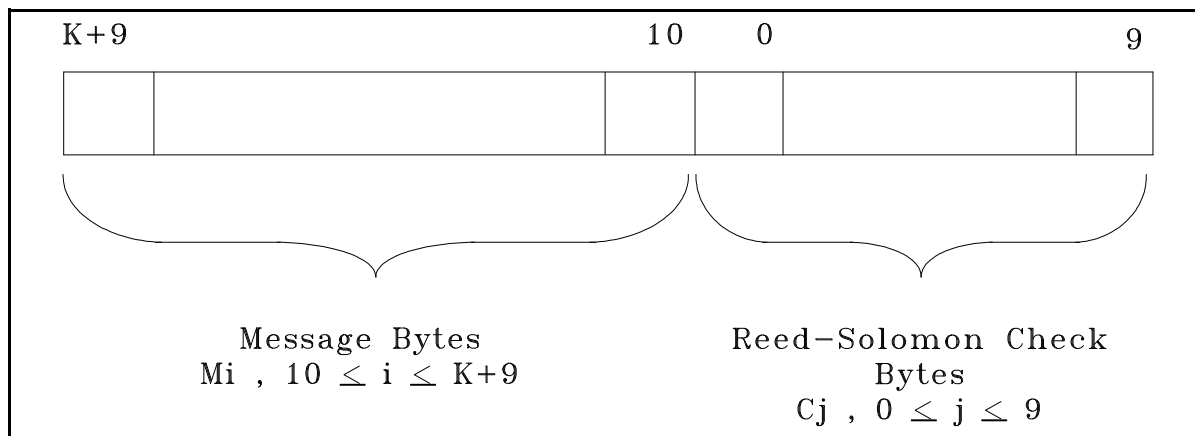 K+9 10 0 9
Message Bytes
Mi , 10 ≤ i ≤ K+9
Reed-Solomon Check
Bytes
Cj , 0 ≤ j ≤ 9